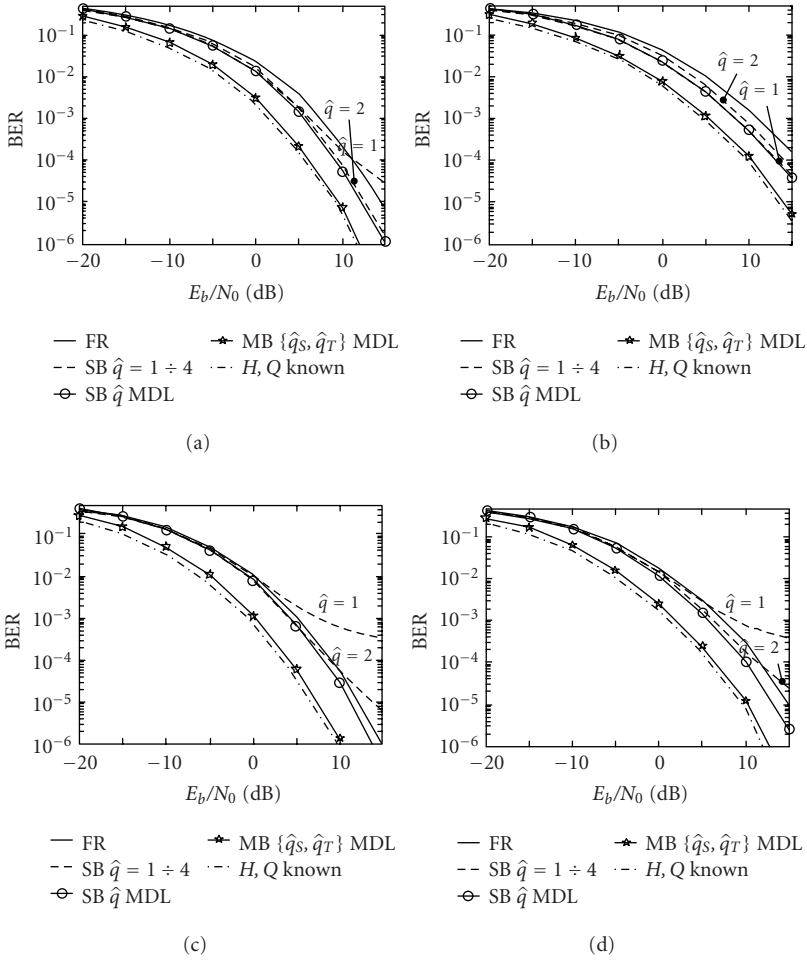 10⁻¹
10⁻²
10⁻³
10⁻⁴
10⁻⁵
10⁻⁶
BER
q̂ = 2
q̂ = 1
−20 −10 0 10
E_b/N_0 (dB)
FR
SB q̂ = 1 ÷ 4
SB q̂ MDL
MB {q̂_S, q̂_T} MDL
H, Q known
(a)
10⁻¹
10⁻²
10⁻³
10⁻⁴
10⁻⁵
10⁻⁶
BER
q̂ = 2
q̂ = 1
−20 −10 0 10
E_b/N_0 (dB)
FR
SB q̂ = 1 ÷ 4
SB q̂ MDL
MB {q̂_S, q̂_T} MDL
H, Q known
(b)
10⁻¹
10⁻²
10⁻³
10⁻⁴
10⁻⁵
10⁻⁶
BER
q̂ = 1
q̂ = 2
−20 −10 0 10
E_b/N_0 (dB)
FR
SB q̂ = 1 ÷ 4
SB q̂ MDL
MB {q̂_S, q̂_T} MDL
H, Q known
(c)
10⁻¹
10⁻²
10⁻³
10⁻⁴
10⁻⁵
10⁻⁶
BER
q̂ = 1
q̂ = 2
−20 −10 0 10
E_b/N_0 (dB)
FR
SB q̂ = 1 ÷ 4
SB q̂ MDL
MB {q̂_S, q̂_T} MDL
H, Q known
(d)